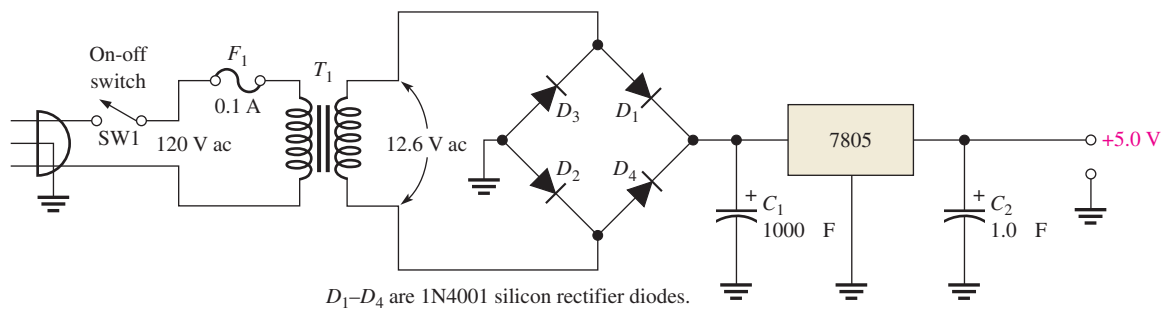 On-off
switch
F1
T1
0.1 A
SW1
120 V ac
12.6 V ac
D3
D1
D2
D4
7805
+5.0 V
+
C1
1000 F
+
C2
1.0 F
D1–D4 are 1N4001 silicon rectifier diodes.